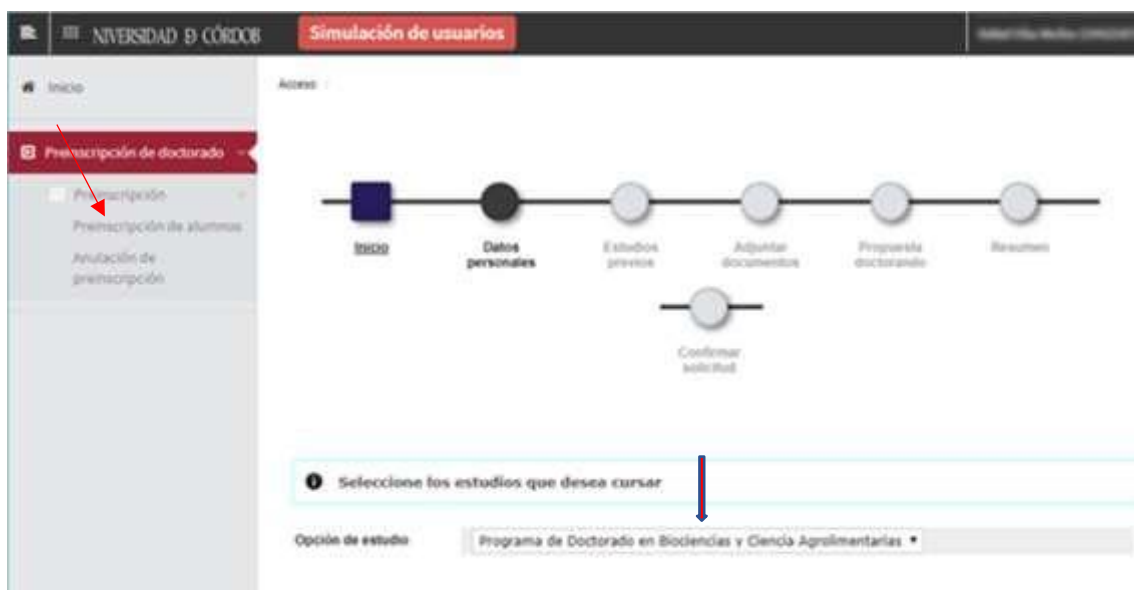 NIVERSIDAD Ð CÓRDOB
Simulación de usuarios
Inicio
Acceso
Preinscripción de doctorado
Preinscripción
Preinscripción de alumnos
Anulación de
preinscripción
Inicio
Datos
personales
Estudios
previos
Adjuntar
documentos
Propuesta
doctorando
Resumen
Confirmar
solicitud
Seleccione los estudios que desea cursar
Opción de estudio
Programa de Doctorado en Biociencias y Ciencia Agrolimentarias